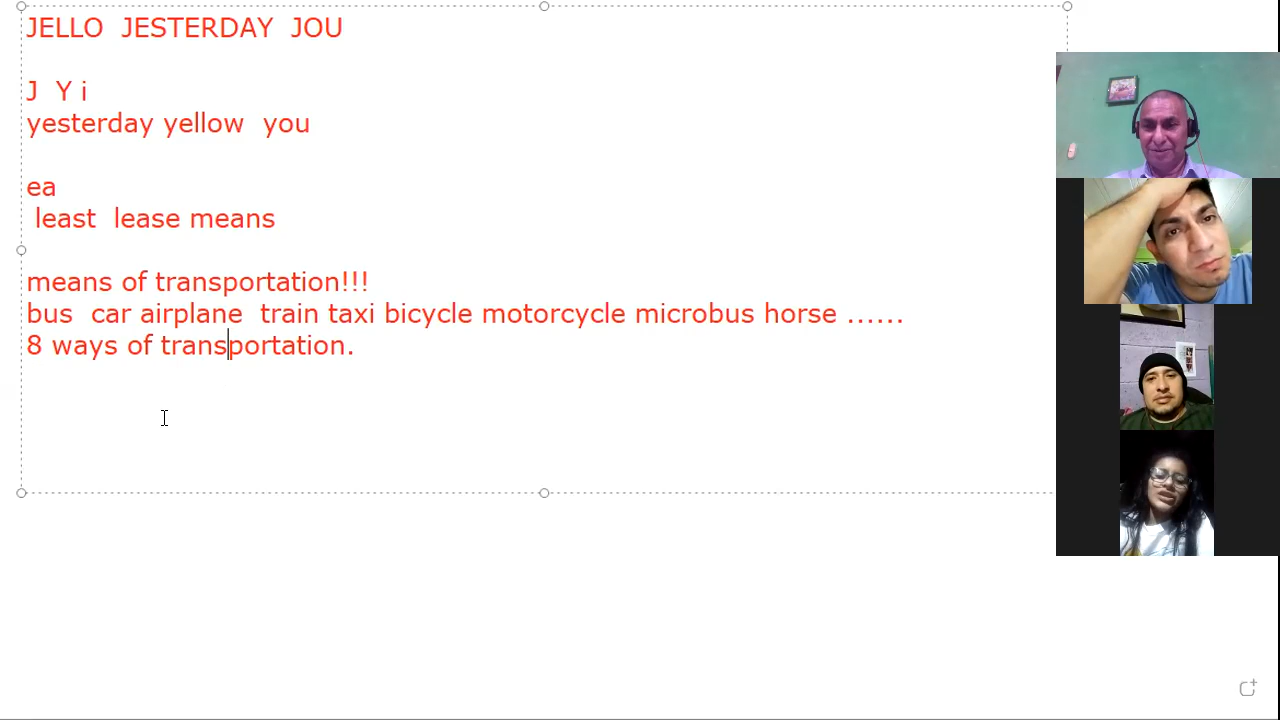 JELLO  JESTERDAY  JOU
J  Y i
yesterday yellow  you
ea
least  lease means
means of transportation!!!
bus  car airplane  train taxi bicycle motorcycle microbus horse ......
8 ways of transportation.